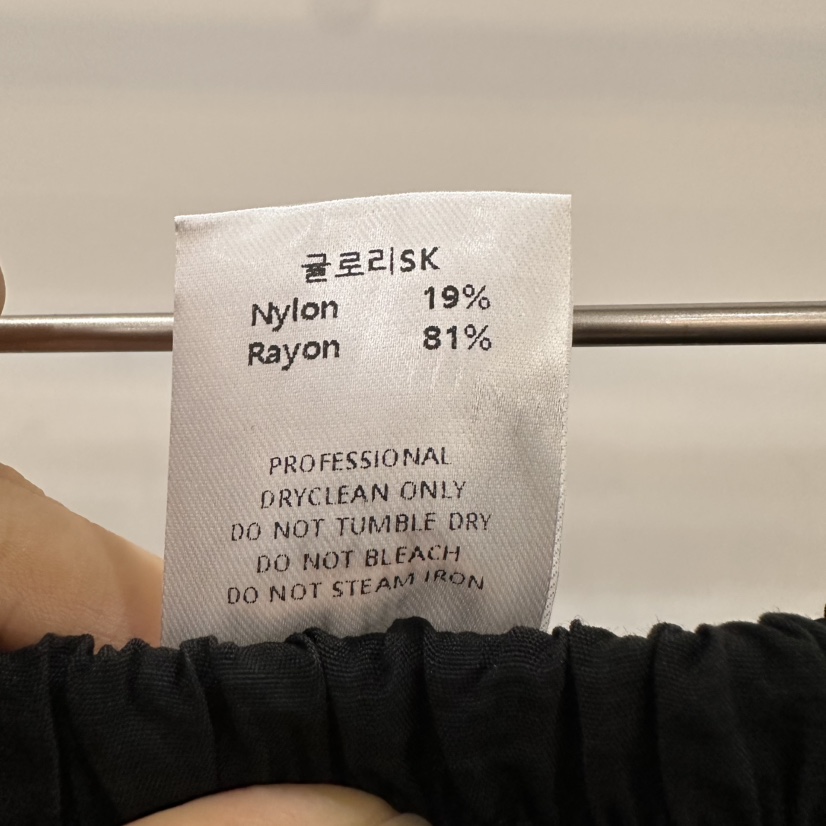 귤로리SK
Nylon 19%
Rayon 81%
PROFESSIONAL
DRYCLEAN ONLY
DO NOT TUMBLE DRY
DO NOT BLEACH
DO NOT STEAM IRON